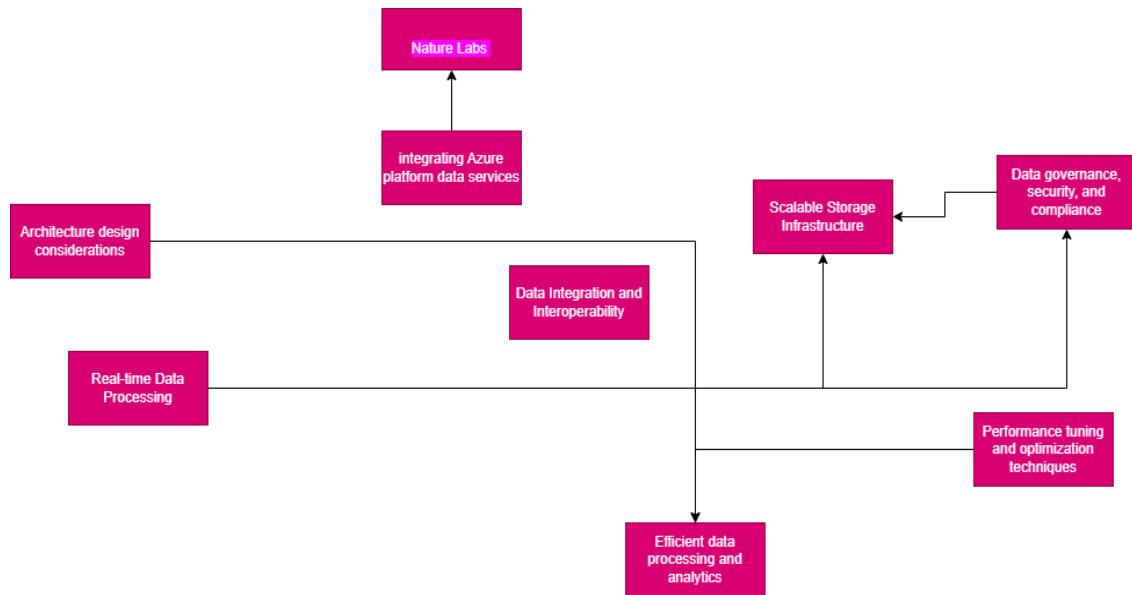 Nature Labs
integrating Azure
platform data services
Data governance,
security, and
compliance
Scalable Storage
Infrastructure
Architecture design
considerations
Data Integration and
Interoperability
Real-time Data
Processing
Performance tuning
and optimization
techniques
Efficient data
processing and
analytics